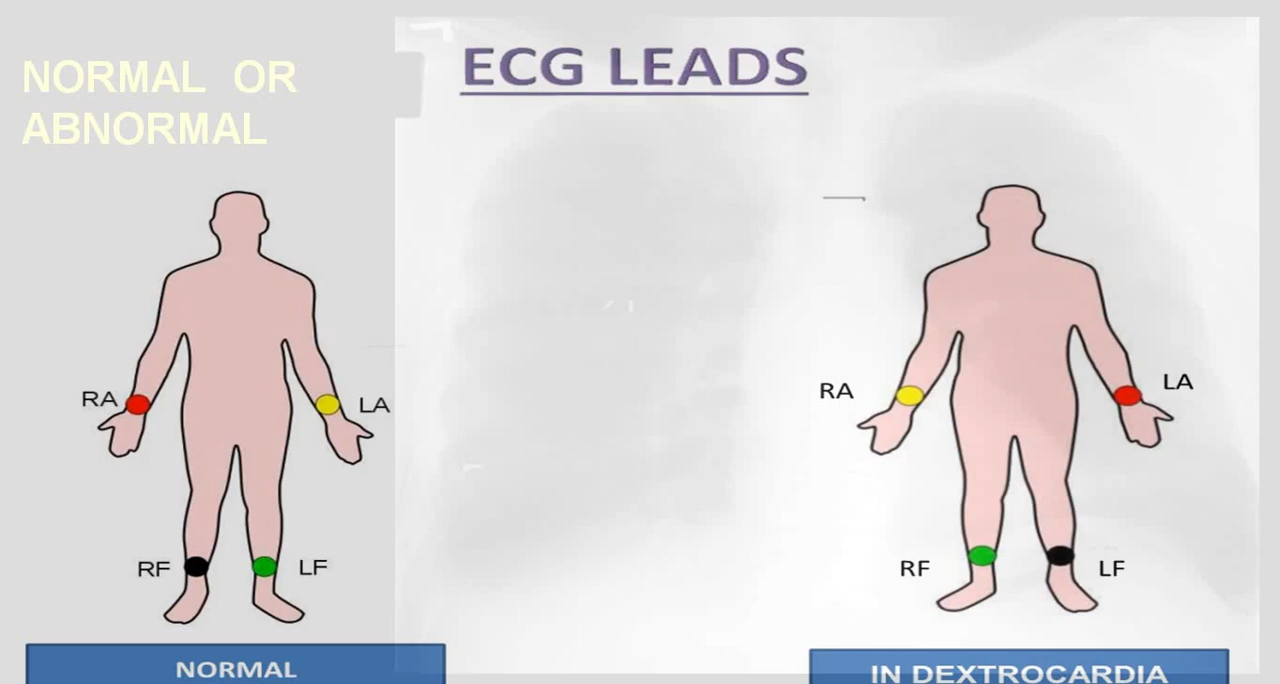 NORMAL OR
ABNORMAL
ECG LEADS
RA
LA
RF
LF
NORMAL
RA
LA
RF
LF
IN DEXTROCARDIA